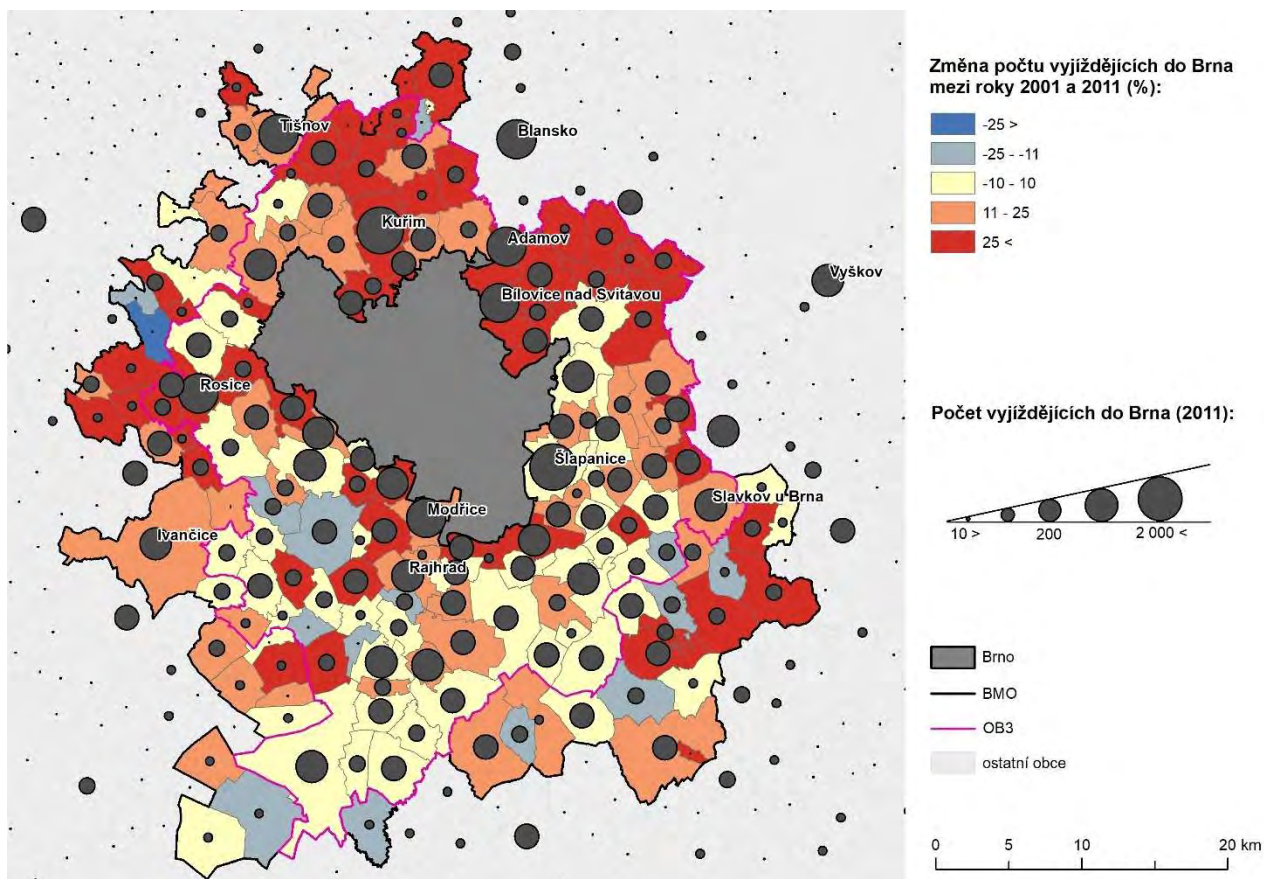 Změna počtu vyjíždějících do Brna
mezi roky 2001 a 2011 (%):
-25 >
-25 - -11
-10 - 10
11 - 25
25 <
Tišnov
Blansko
Kuřim
Adamov
Vyškov
Bílovice nad Svitavou
Rosice
Počet vyjíždějících do Brna (2011):
Šlapanice
Slavkov u Brna
Modřice
10 >
200
2 000 <
Ivančice
Rajhrad
Brno
BMO
OB3
ostatní obce
0
5
10
20 km